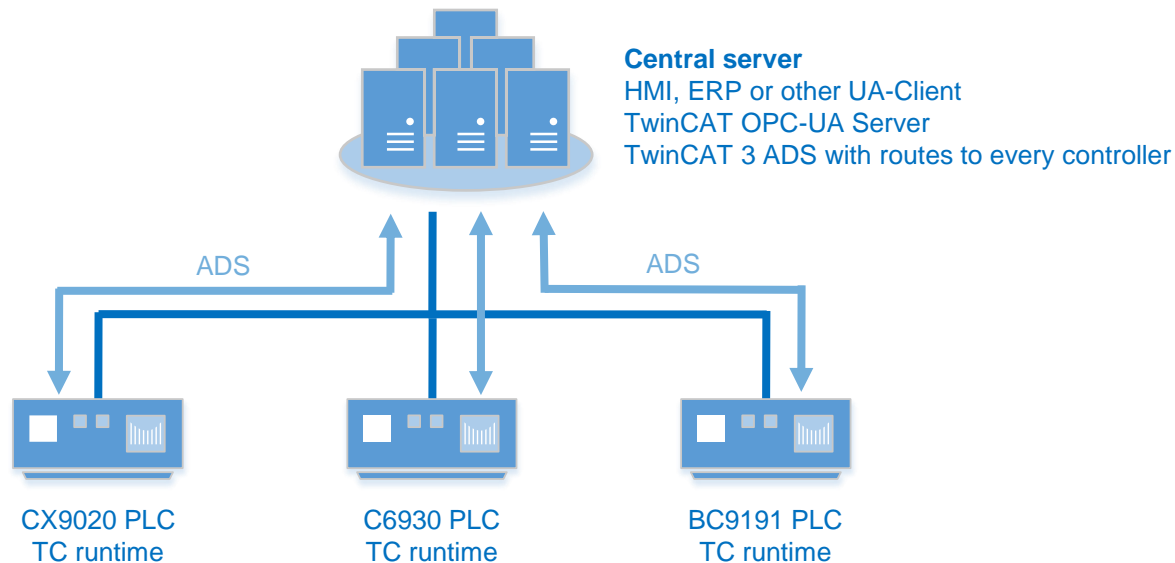 Central server
HMI, ERP or other UA-Client
TwinCAT OPC-UA Server
TwinCAT 3 ADS with routes to every controller
ADS
ADS
CX9020 PLC
TC runtime
C6930 PLC
TC runtime
BC9191 PLC
TC runtime